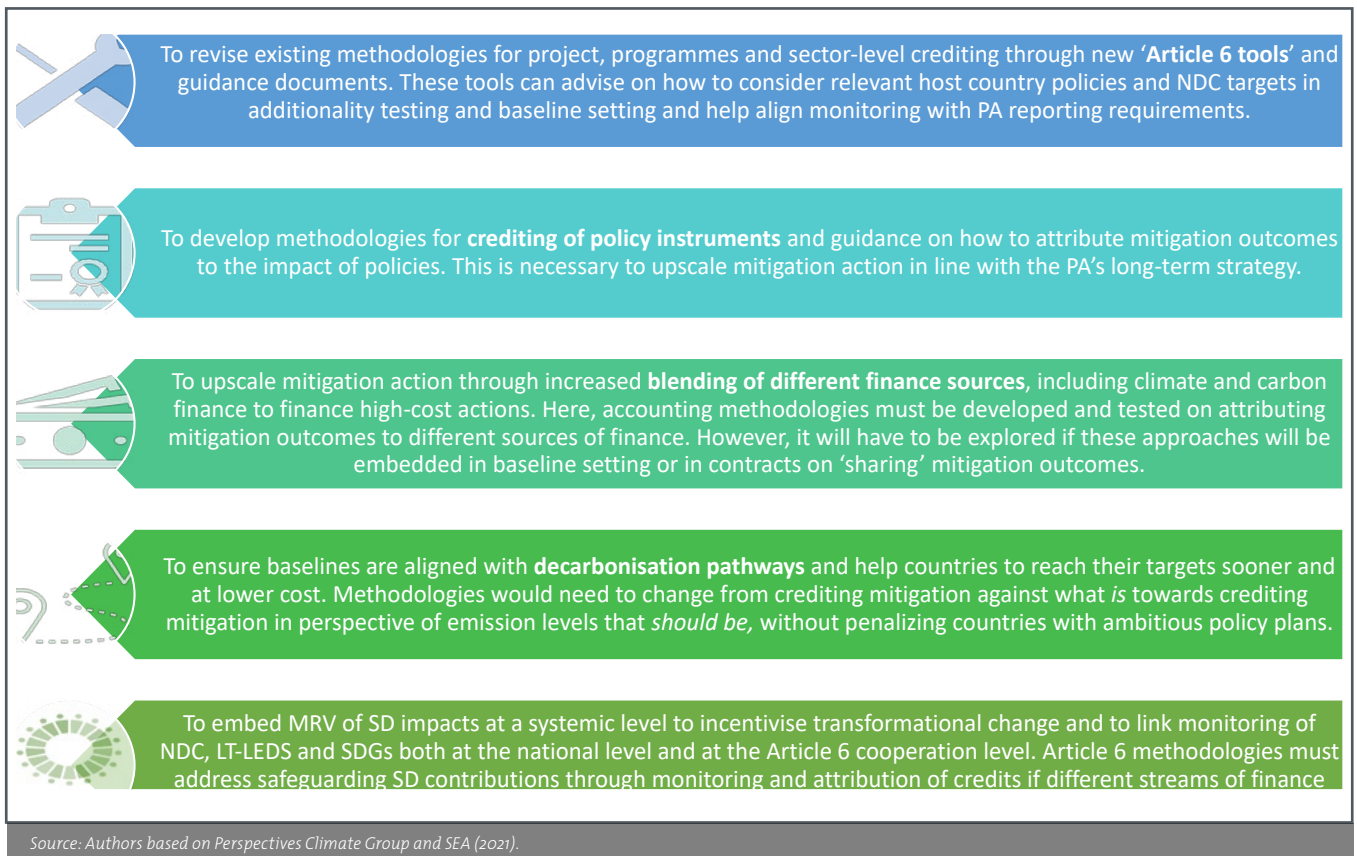 To revise existing methodologies for project, programmes and sector-level crediting through new ‘Article 6 tools’ and
guidance documents. These tools can advise on how to consider relevant host country policies and NDC targets in
additionality testing and baseline setting and help align monitoring with PA reporting requirements.
To develop methodologies for crediting of policy instruments and guidance on how to attribute mitigation outcomes
to the impact of policies. This is necessary to upscale mitigation action in line with the PA’s long-term strategy.
To upscale mitigation action through increased blending of different finance sources, including climate and carbon
finance to finance high-cost actions. Here, accounting methodologies must be developed and tested on attributing
mitigation outcomes to different sources of finance. However, it will have to be explored if these approaches will be
embedded in baseline setting or in contracts on ‘sharing’ mitigation outcomes.
To ensure baselines are aligned with decarbonisation pathways and help countries to reach their targets sooner and
at lower cost. Methodologies would need to change from crediting mitigation against what is towards crediting
mitigation in perspective of emission levels that should be, without penalizing countries with ambitious policy plans.
To embed MRV of SD impacts at a systemic level to incentivise transformational change and to link monitoring of
NDC, LT-LEDS and SDGs both at the national level and at the Article 6 cooperation level. Article 6 methodologies must
address safeguarding SD contributions through monitoring and attribution of credits if different streams of finance
Source: Authors based on Perspectives Climate Group and SEA (2021).